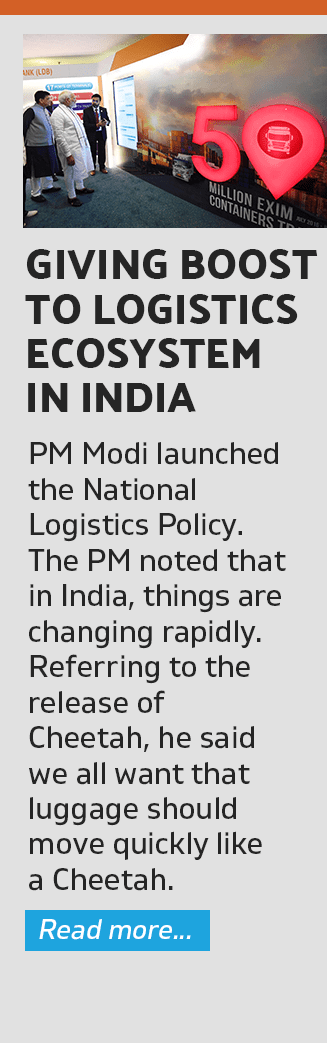 ANK (LDB)
50
MILLION EXIM
CONTAINERS
GIVING BOOST
TO LOGISTICS
ECOSYSTEM
IN INDIA
PM Modi launched
the National
Logistics Policy.
The PM noted that
in India, things are
changing rapidly.
Referring to the
release of
Cheetah, he said
we all want that
luggage should
move quickly like
a Cheetah.
Read more...